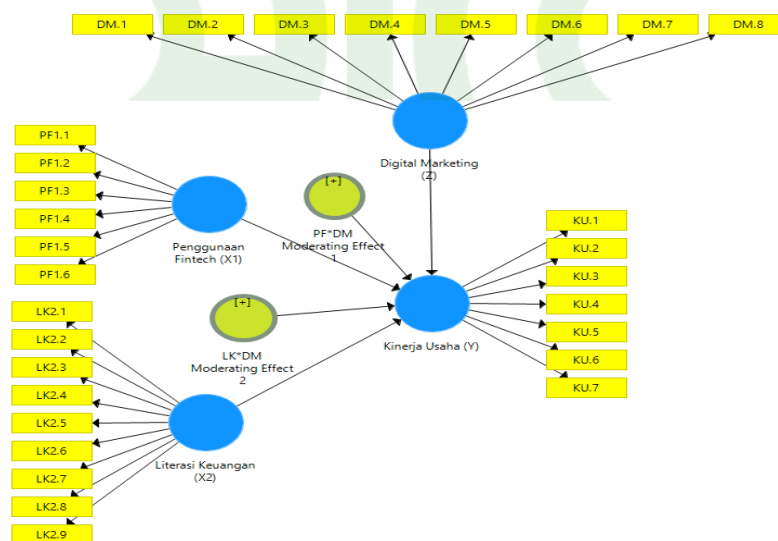 DM.1
DM.2
DM.3
DM.4
DM.5
DM.6
DM.7
DM.8
Digital Marketing
(Z)
PF1.1
PF1.2
PF1.3
PF1.4
PF1.5
PF1.6
Penggunaan
Fintech (X1)
[+]
PF*DM
Moderating Effect
1
KU.1
KU.2
KU.3
KU.4
KU.5
KU.6
KU.7
Kinerja Usaha (Y)
[+]
LK*DM
Moderating Effect
2
LK2.1
LK2.2
LK2.3
LK2.4
LK2.5
LK2.6
LK2.7
LK2.8
LK2.9
Literasi Keuangan
(X2)